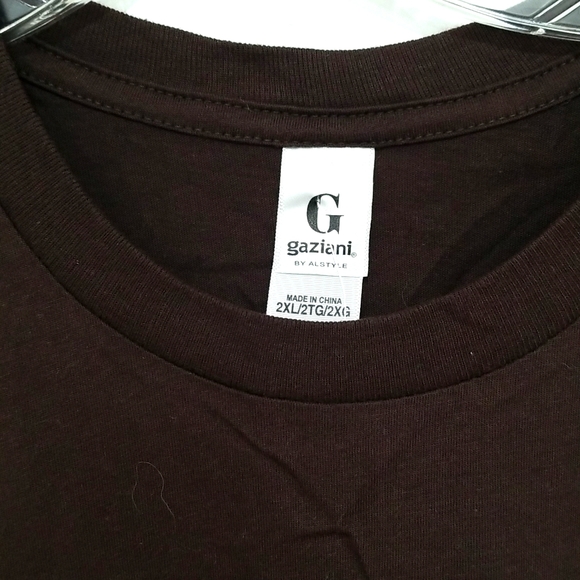 G
gaziani®
BY ALSTYLE
MADE IN CHINA
2XL/2TG/2XG